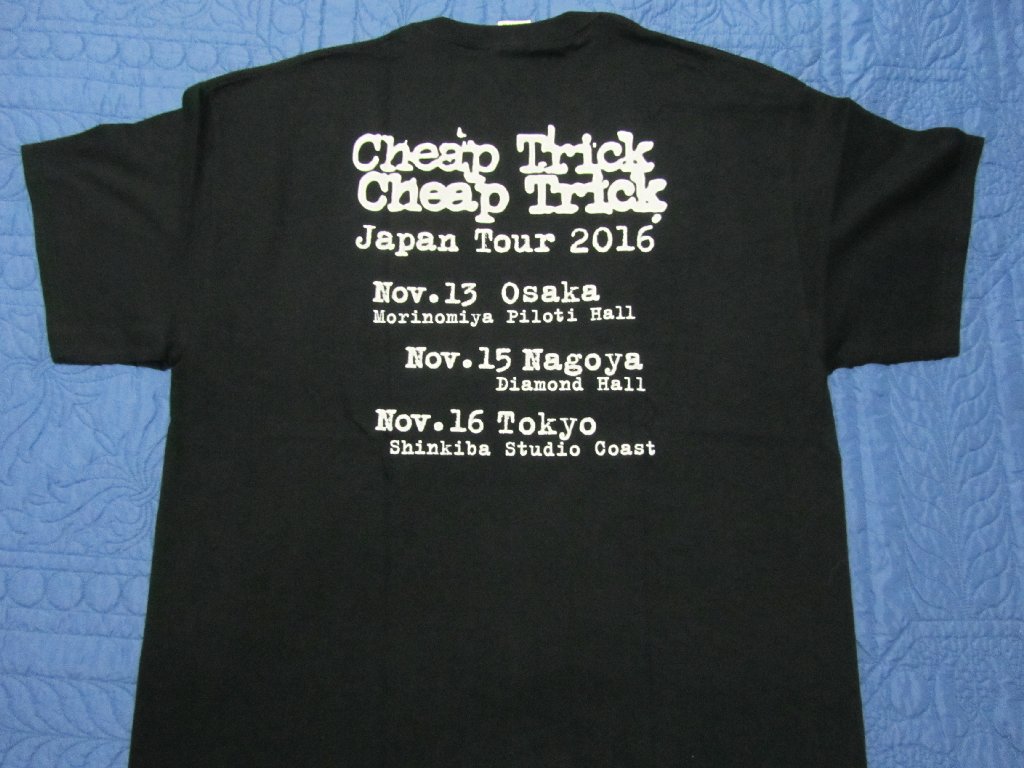 Cheap Trick
Cheap Trick
Japan Tour 2016
Nov.13 Osaka
Morinomiya Piloti Hall
Nov.15 Nagoya
Diamond Hall
Nov.16 Tokyo
Shinkiba Studio Coast